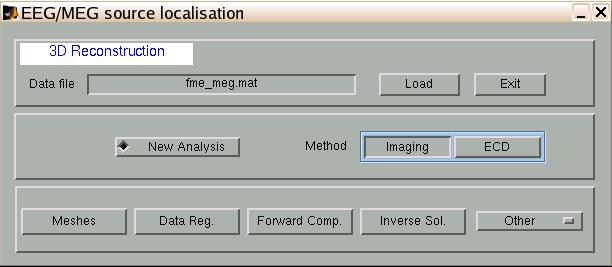 EEG/MEG source localisation
3D Reconstruction
Data file fme_meg.mat Load Exit
New Analysis Method Imaging ECD
Meshes Data Reg. Forward Comp. Inverse Sol. Other